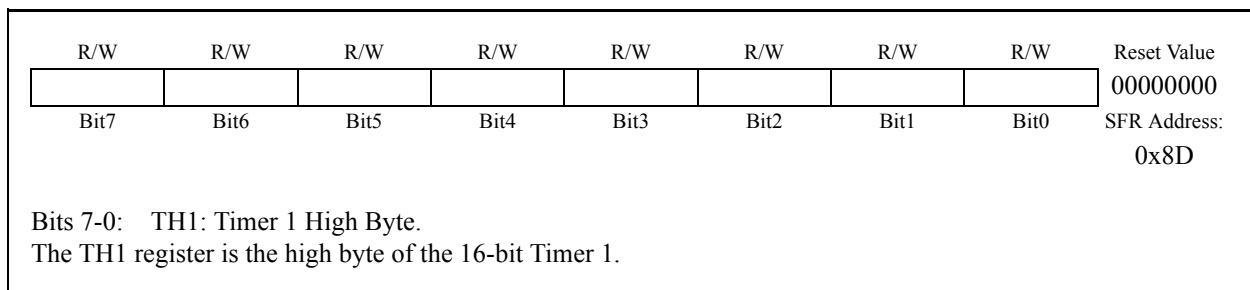 R/W R/W R/W R/W R/W R/W R/W R/W Reset Value
00000000
Bit7 Bit6 Bit5 Bit4 Bit3 Bit2 Bit1 Bit0 SFR Address:
0x8D
Bits 7-0: TH1: Timer 1 High Byte.
The TH1 register is the high byte of the 16-bit Timer 1.